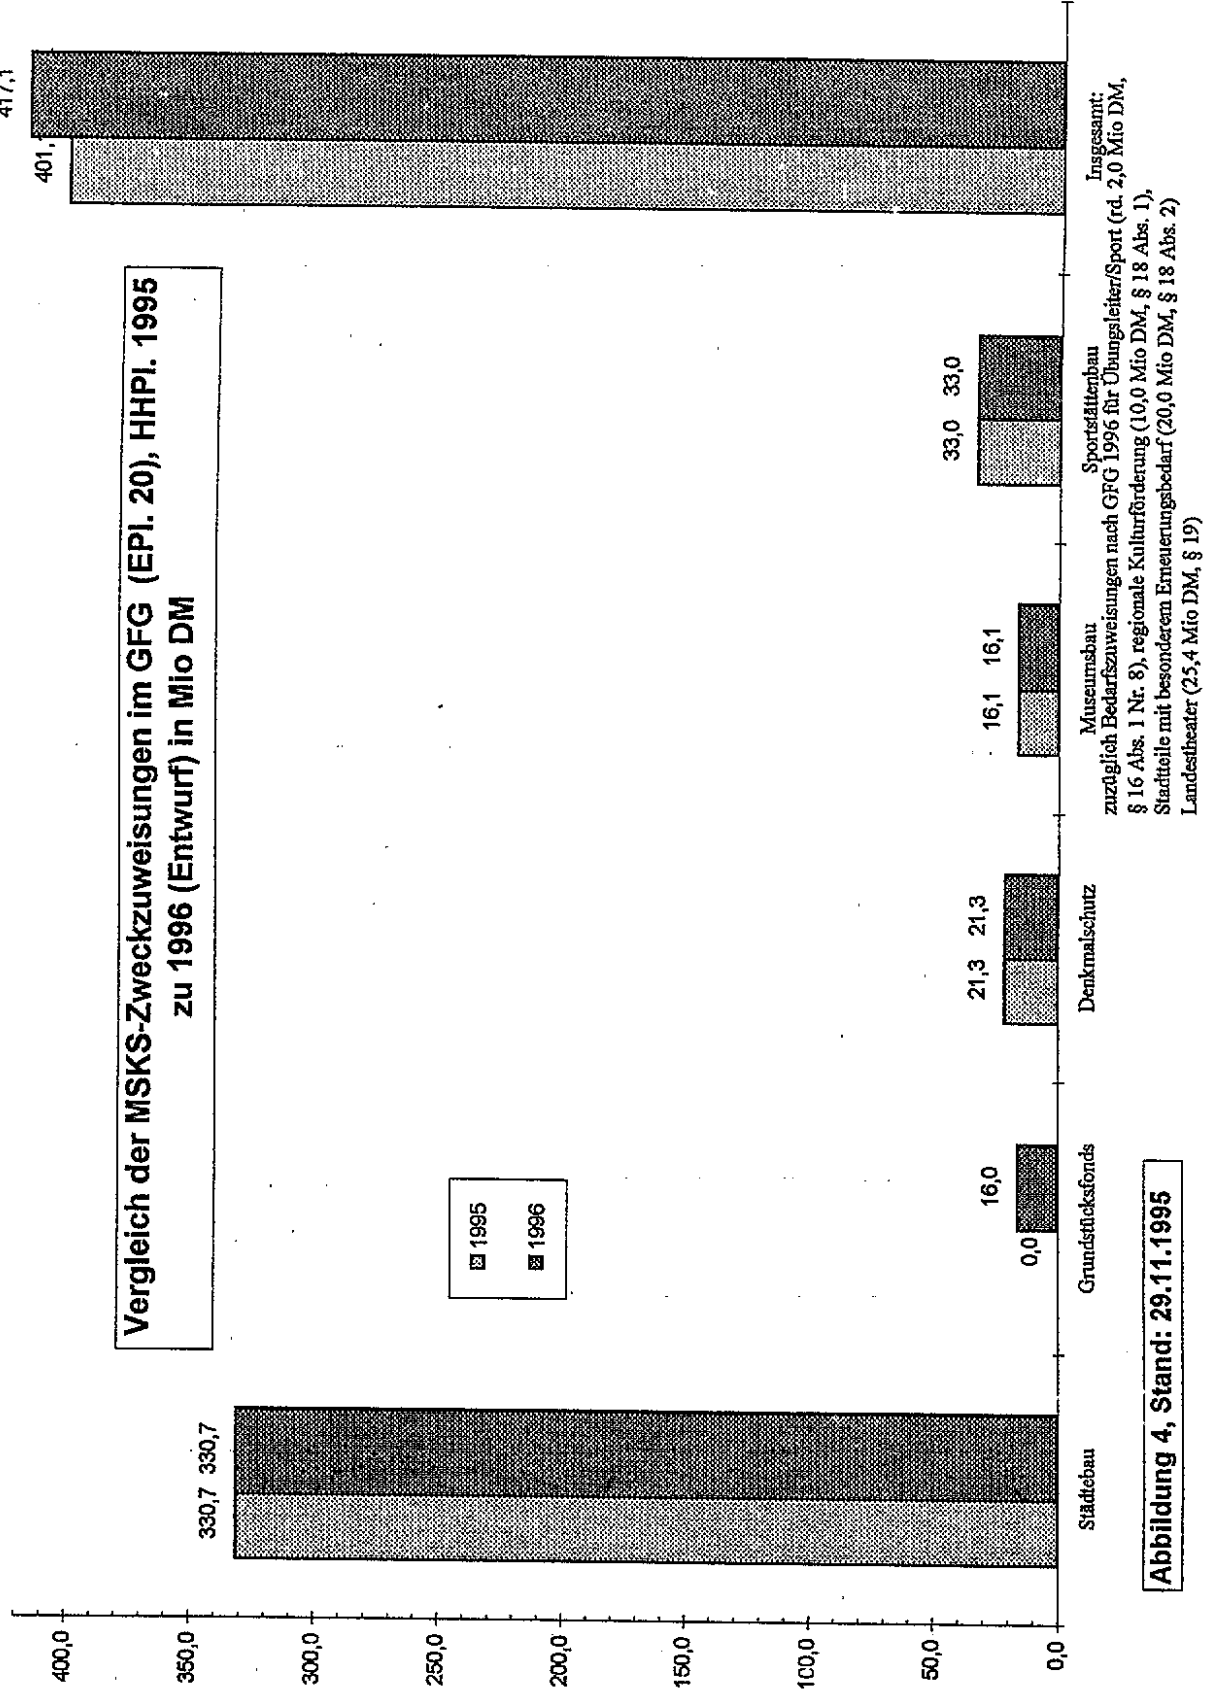 Vergleich der MSKS-Zweckzuweisungen im GFG (EPl. 20), HHPl. 1995
zu 1996 (Entwurf) in Mio DM
400,0
350,0
300,0
250,0
200,0
150,0
100,0
50,0
0,0
1995
1996
330,7 330,7
0,0 16,0
21,3 21,3
16,1 16,1
33,0 33,0
401,
417,1
Städtebau
Grundstücksfonds
Denkmalschutz
Museumsbau
Sportstättenbau
Insgesamt:
zuzüglich Bedarfszuweisungen nach GFG 1996 für Übungsleiter/Sport (rd. 2,0 Mio DM,
§ 16 Abs. 1 Nr. 8), regionale Kulturförderung (10,0 Mio DM, § 18 Abs. 1),
Stadtteile mit besonderem Erneuerungsbedarf (20,0 Mio DM, § 18 Abs. 2)
Landestheater (25,4 Mio DM, § 19)
Abbildung 4, Stand: 29.11.1995